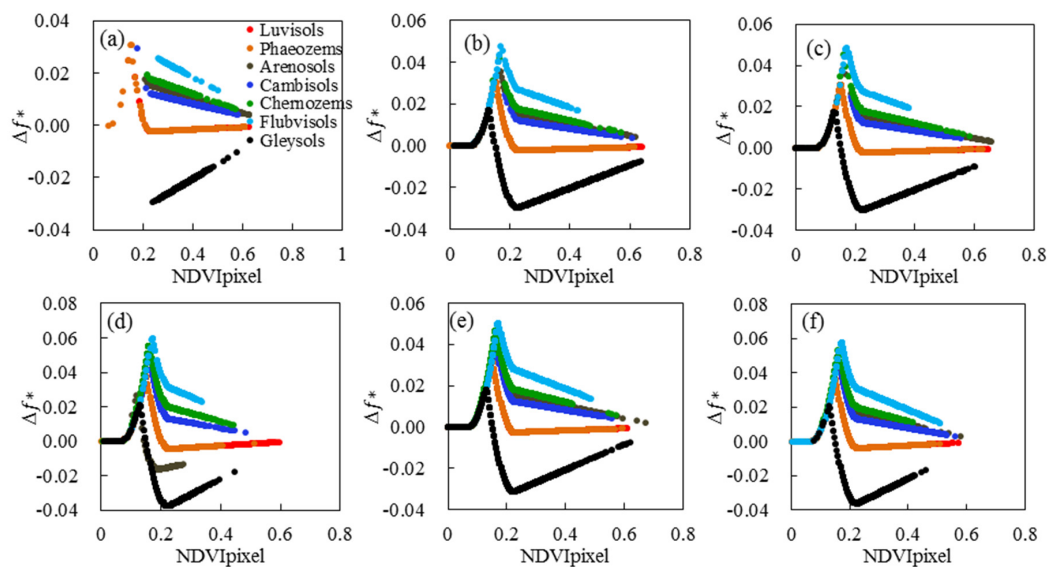 (a)
Luvisols
Phaeozems
Arenosols
Cambisols
Chernozems
Flubvisols
Gleysols
0.04
0.02
0.00
-0.02
-0.04
Δf*
0 0.2 0.4 0.6 0.8 1
NDVIpixel
(b)
0.06
0.04
0.02
0.00
-0.02
-0.04
Δf*
0 0.2 0.4 0.6 0.8
NDVIpixel
(c)
0.06
0.04
0.02
0.00
-0.02
-0.04
Δf*
0 0.2 0.4 0.6 0.8
NDVIpixel
(d)
0.08
0.06
0.04
0.02
0.00
-0.02
-0.04
Δf*
0 0.2 0.4 0.6 0.8
NDVIpixel
(e)
0.06
0.04
0.02
0.00
-0.02
-0.04
Δf*
0 0.2 0.4 0.6 0.8
NDVIpixel
(f)
0.08
0.06
0.04
0.02
0.00
-0.02
-0.04
Δf*
0 0.2 0.4 0.6 0.8
NDVIpixel